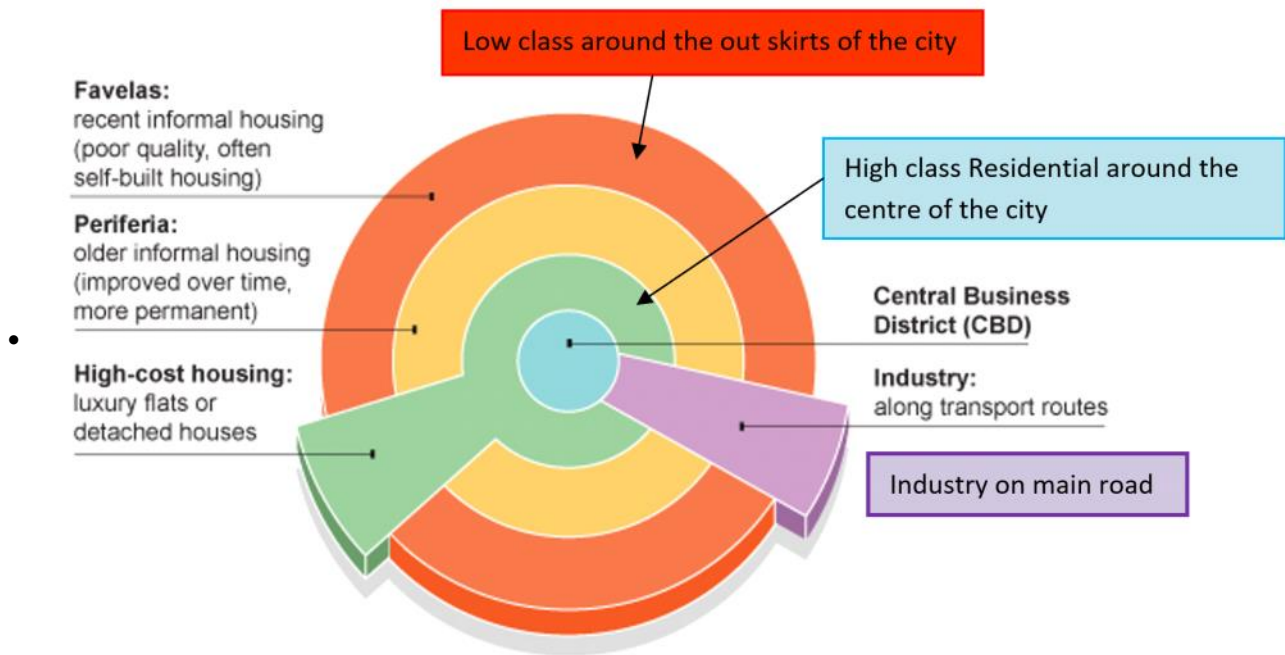 Low class around the out skirts of the city
Favelas:
recent informal housing
(poor quality, often
self-built housing)
High class Residential around the
centre of the city
Periferia:
older informal housing
(improved over time,
more permanent)
Central Business
District (CBD)
High-cost housing:
luxury flats or
detached houses
Industry:
along transport routes
Industry on main road